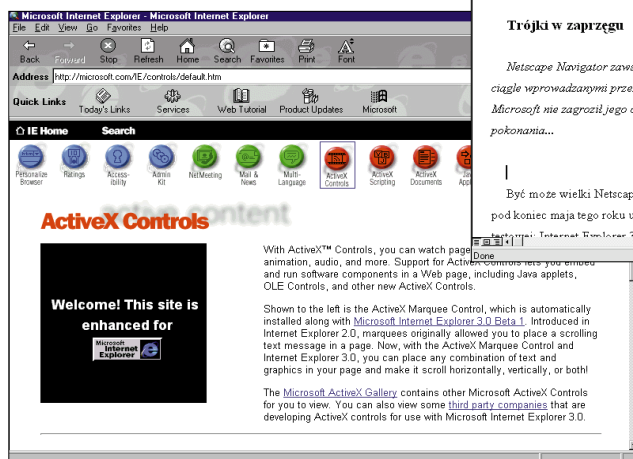 Microsoft Internet Explorer - Microsoft Internet Explorer
File Edit View Go Favorites Help
Back Forward Stop Refresh Home Search Favorites Print Font
Address http://microsoft.com/IE/controls/default.htm
Quick Links Today's Links Services Web Tutorial Product Updates Microsoft
IE Home Search
Personalize Browser
Ratings
Access-ibility
Admin Kit
NetMeeting
Mail & News
Multi-Language
ActiveX Controls
ActiveX Scripting
ActiveX Documents
active content
ActiveX Controls
Welcome! This site is
enhanced for
Microsoft
Internet
Explorer
With ActiveX™ Controls, you can watch page
animation, audio, and more. Support for ActiveX Controls lets you embed
and run software components in a Web page, including Java applets,
OLE Controls, and other new ActiveX Controls.
Shown to the left is the ActiveX Marquee Control, which is automatically
installed along with Microsoft Internet Explorer 3.0 Beta 1. Introduced in
Internet Explorer 2.0, marquees originally allowed you to place a scrolling
text message in a page. Now, with the ActiveX Marquee Control and
Internet Explorer 3.0, you can place any combination of text and
graphics in your page and make it scroll horizontally, vertically, or both!
The Microsoft ActiveX Gallery contains other Microsoft ActiveX Controls
for you to view. You can also view some third party companies that are
developing ActiveX controls for use with Microsoft Internet Explorer 3.0.
Trójki w zaprzęgu
Netscape Navigator
ciągle wprowadzanymi
Microsoft nie zagroził jego
pokonania...
Być może wielki Netscap
pod koniec maja tego roku
testowej: Internet Explorer 3
Done